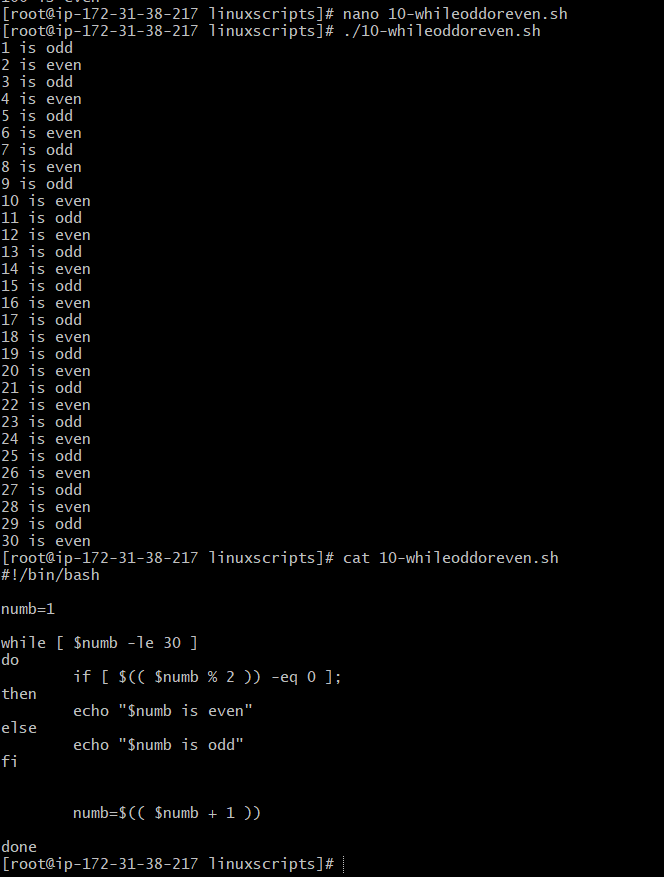 100 is even
[root@ip-172-31-38-217 linuxscripts]# nano 10-whileoddoreven.sh
[root@ip-172-31-38-217 linuxscripts]# ./10-whileoddoreven.sh
1 is odd
2 is even
3 is odd
4 is even
5 is odd
6 is even
7 is odd
8 is even
9 is odd
10 is even
11 is odd
12 is even
13 is odd
14 is even
15 is odd
16 is even
17 is odd
18 is even
19 is odd
20 is even
21 is odd
22 is even
23 is odd
24 is even
25 is odd
26 is even
27 is odd
28 is even
29 is odd
30 is even
[root@ip-172-31-38-217 linuxscripts]# cat 10-whileoddoreven.sh
#!/bin/bash

numb=1

while [ $numb -le 30 ]
do
        if [ $(( $numb % 2 )) -eq 0 ];
then
        echo "$numb is even"
else
        echo "$numb is odd"
fi


        numb=$(( $numb + 1 ))

done
[root@ip-172-31-38-217 linuxscripts]#